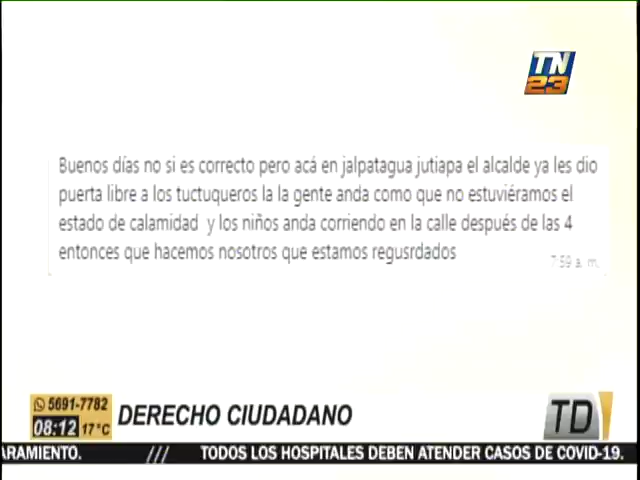 TN
23
Buenos días no si es correcto pero acá en jalpatagua jutiapa el alcalde ya les dio
puerta libre a los tuctuqueros la la gente anda como que no estuviéramos el
estado de calamidad y los niños anda corriendo en la calle después de las 4
entonces que hacemos nosotros que estamos regusrdados
7:59 a. m.
5691-7782
08:12 17°C
DERECHO CIUDADANO
TD
ARAMIENTO. /// TODOS LOS HOSPITALES DEBEN ATENDER CASOS DE COVID-19.